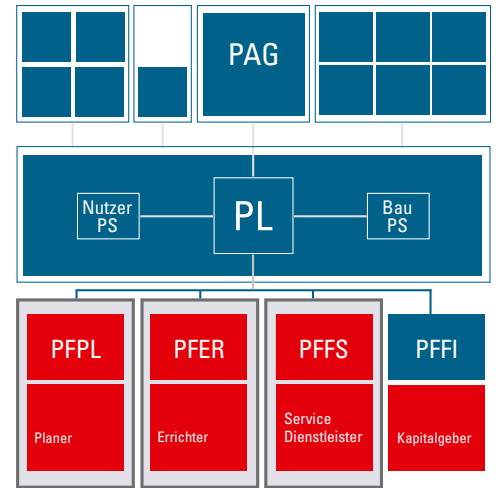 PAG
Nutzer
PS
PL
Bau
PS
PFPL
PFER
PFFS
PFFI
Planer
Errichter
Service
Dienstleister
Kapitalgeber